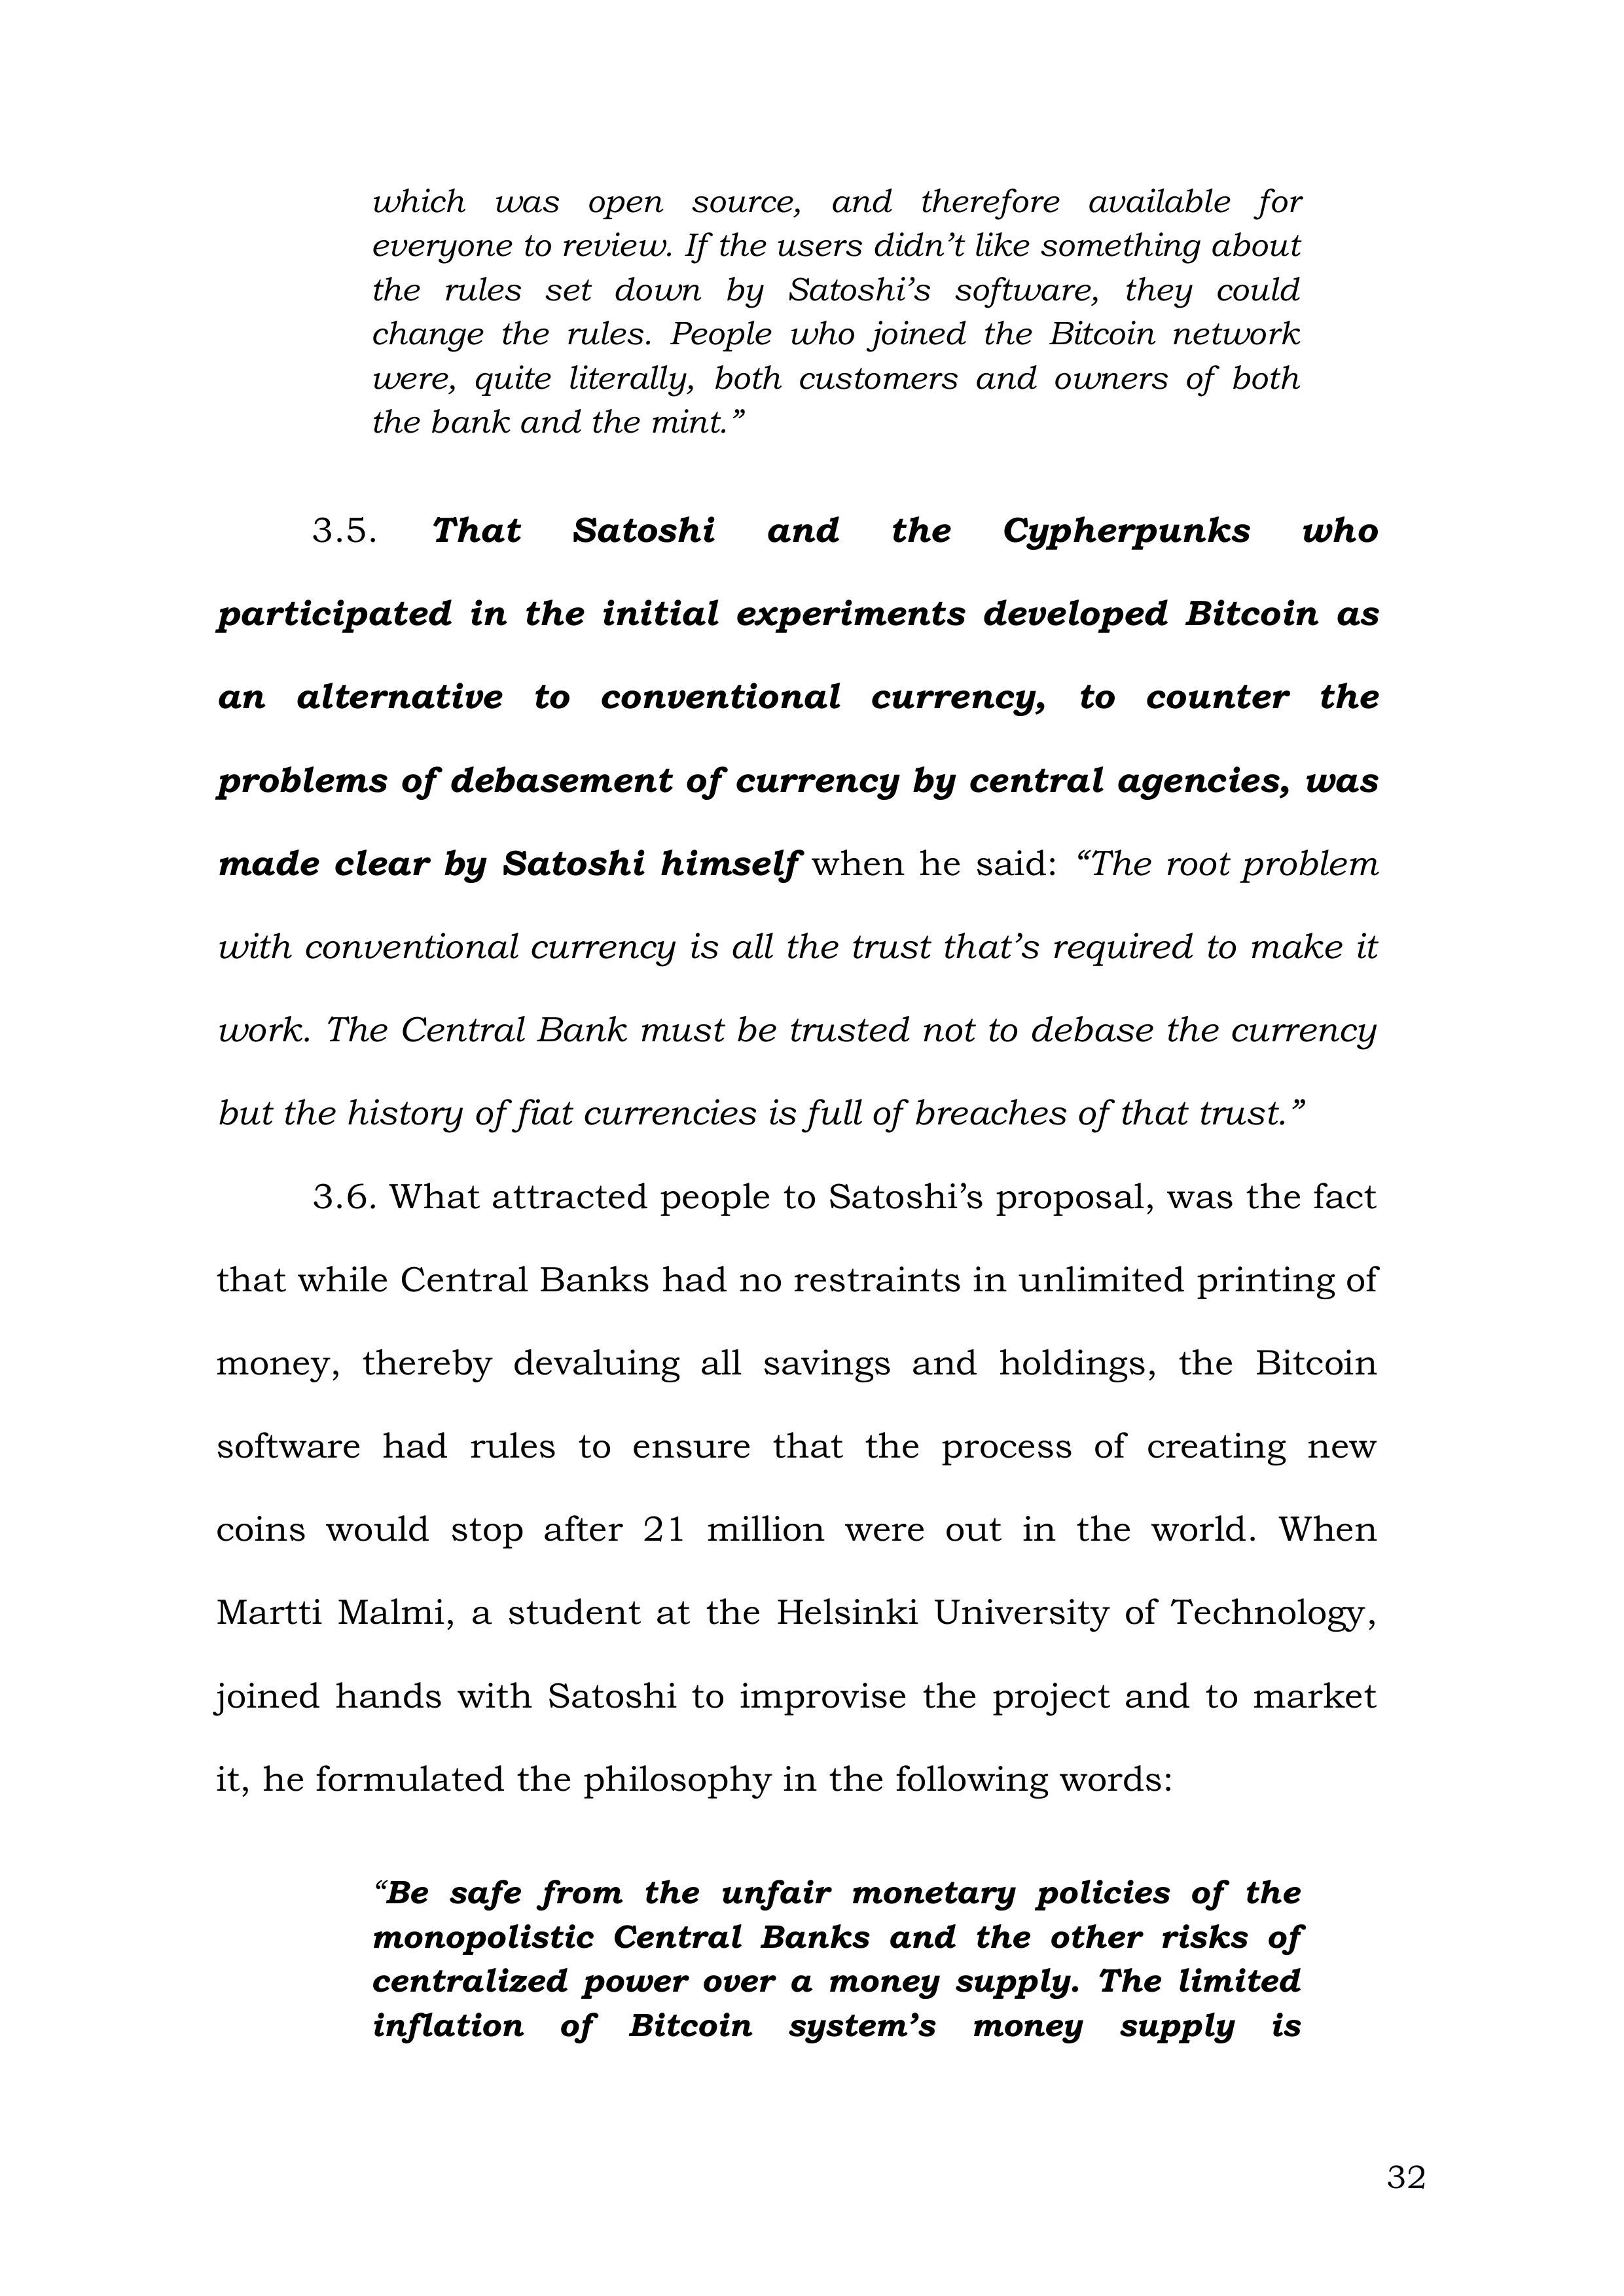 which was open source, and therefore available for
everyone to review. If the users didn’t like something about
the rules set down by Satoshi’s software, they could
change the rules. People who joined the Bitcoin network
were, quite literally, both customers and owners of both
the bank and the mint.”
3.5. That Satoshi and the Cypherpunks who
participated in the initial experiments developed Bitcoin as
an alternative to conventional currency, to counter the
problems of debasement of currency by central agencies, was
made clear by Satoshi himself when he said: “The root problem
with conventional currency is all the trust that’s required to make it
work. The Central Bank must be trusted not to debase the currency
but the history of fiat currencies is full of breaches of that trust.”
3.6. What attracted people to Satoshi’s proposal, was the fact
that while Central Banks had no restraints in unlimited printing of
money, thereby devaluing all savings and holdings, the Bitcoin
software had rules to ensure that the process of creating new
coins would stop after 21 million were out in the world. When
Martti Malmi, a student at the Helsinki University of Technology,
joined hands with Satoshi to improvise the project and to market
it, he formulated the philosophy in the following words:
“Be safe from the unfair monetary policies of the
monopolistic Central Banks and the other risks of
centralized power over a money supply. The limited
inflation of Bitcoin system’s money supply is
32